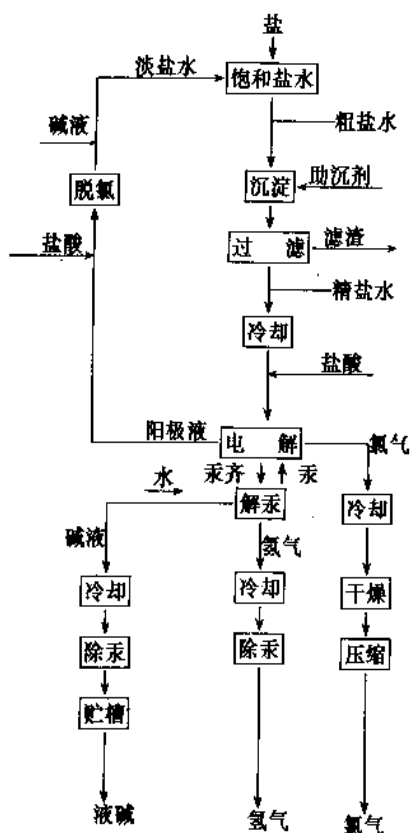 盐
淡盐水
饱和盐水
碱液
粗盐水
脱氯
沉淀
助沉剂
盐酸
过滤
滤渣
精盐水
冷却
盐酸
阳极液
电解
氯气
汞齐
汞
水
解汞
冷却
碱液
氢气
冷却
冷却
干燥
除汞
除汞
压缩
贮槽
液碱
氢气
氯气